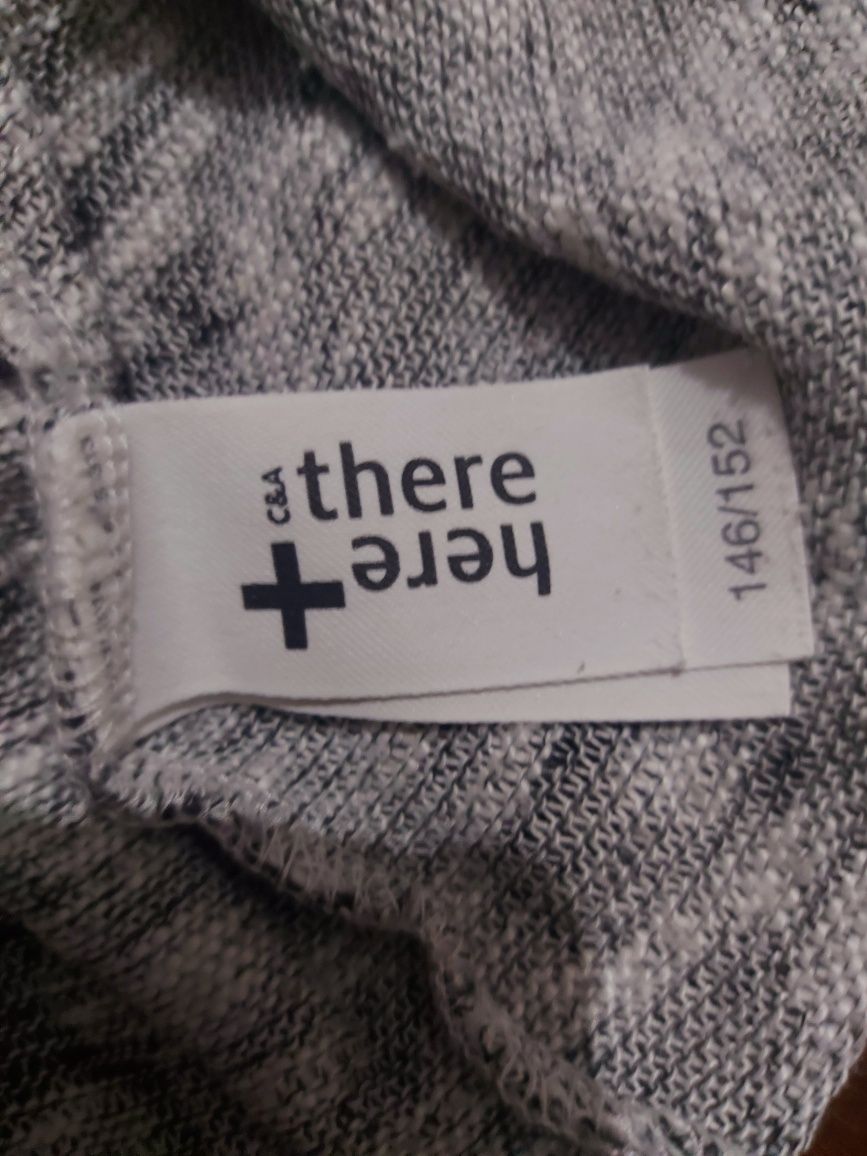 C&A
there
+
here
146/152